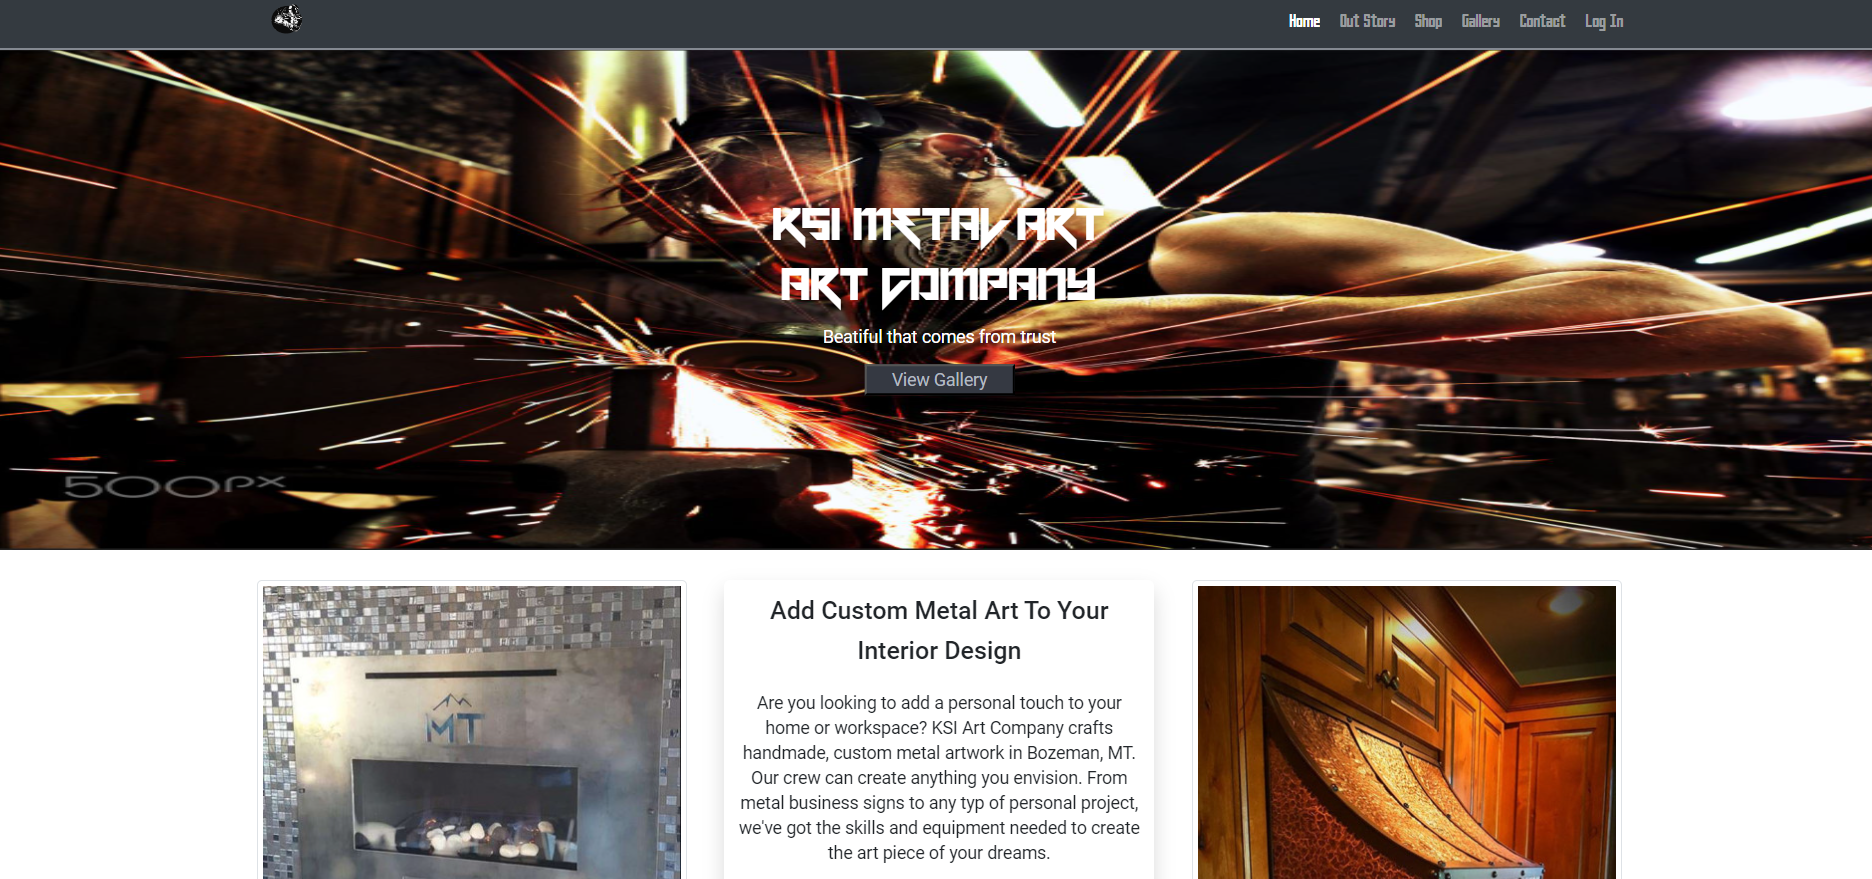 Home Out Story Shop Gallery Contact Log In
KSI METAL ART
ART COMPANY
Beatiful that comes from trust
View Gallery
500PX
Add Custom Metal Art To Your
Interior Design
MT
Are you looking to add a personal touch to your
home or workspace? KSI Art Company crafts
handmade, custom metal artwork in Bozeman, MT.
Our crew can create anything you envision. From
metal business signs to any typ of personal project,
we've got the skills and equipment needed to create
the art piece of your dreams.